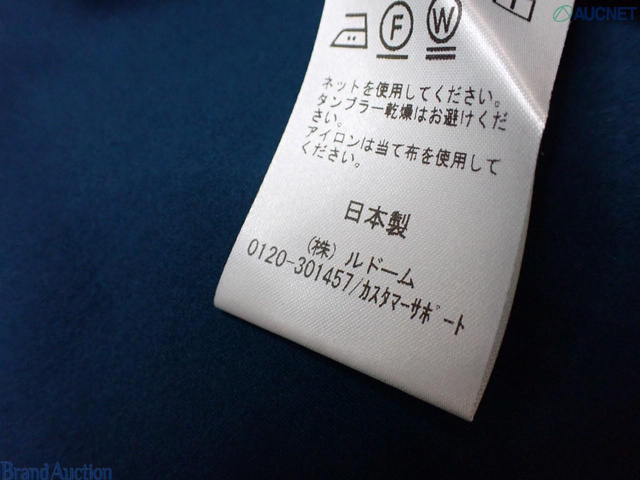 AUCNET
F W
ネットを使用してください。
タンブラー乾燥はお避けくだ
さい。
アイロンは当て布を使用して
ください。
日本製
(株) ルドーム
0120-301457/ｶｽﾀﾏｰｻﾎﾟｰﾄ
Brand Auction